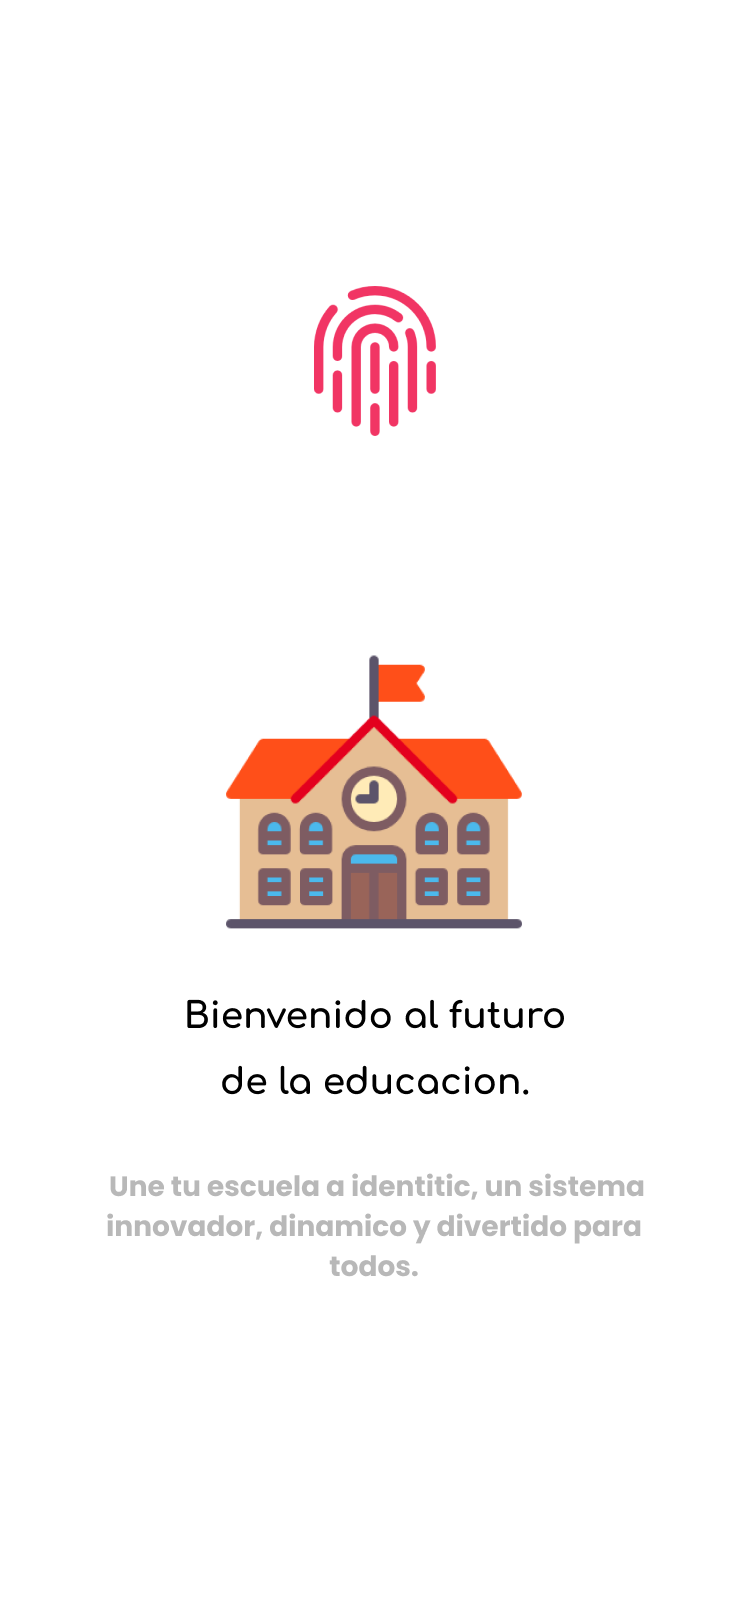 Bienvenido al futuro
de la educacion.
Une tu escuela a identitic, un sistema
innovador, dinamico y divertido para
todos.